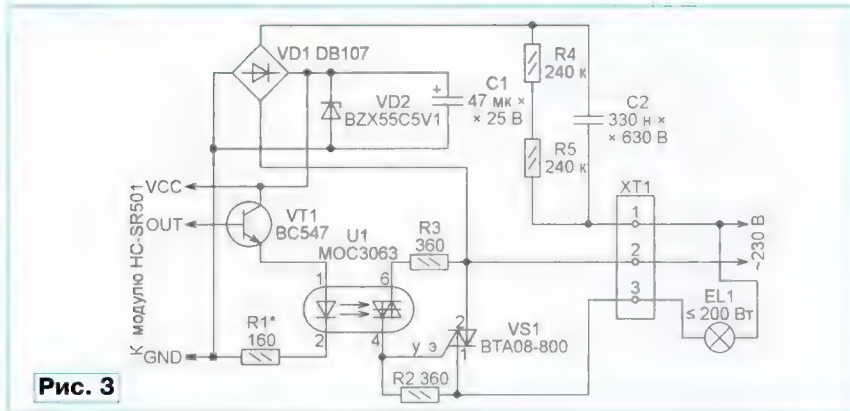 VD1 DB107
VD2
BZX55C5V1
C1
47 мк ×
× 25 В
R4
240 к
R5
240 к
C2
330 н ×
× 630 В
XT1
1
2
3
~230 В
EL1
≤ 200 Вт
К модулю HC-SR501
VCC
OUT
GND
VT1
BC547
U1
MOC3063
1
2
6
4
R3
360
R1*
160
у э
R2 360
2
1
VS1
BTA08-800
Рис. 3